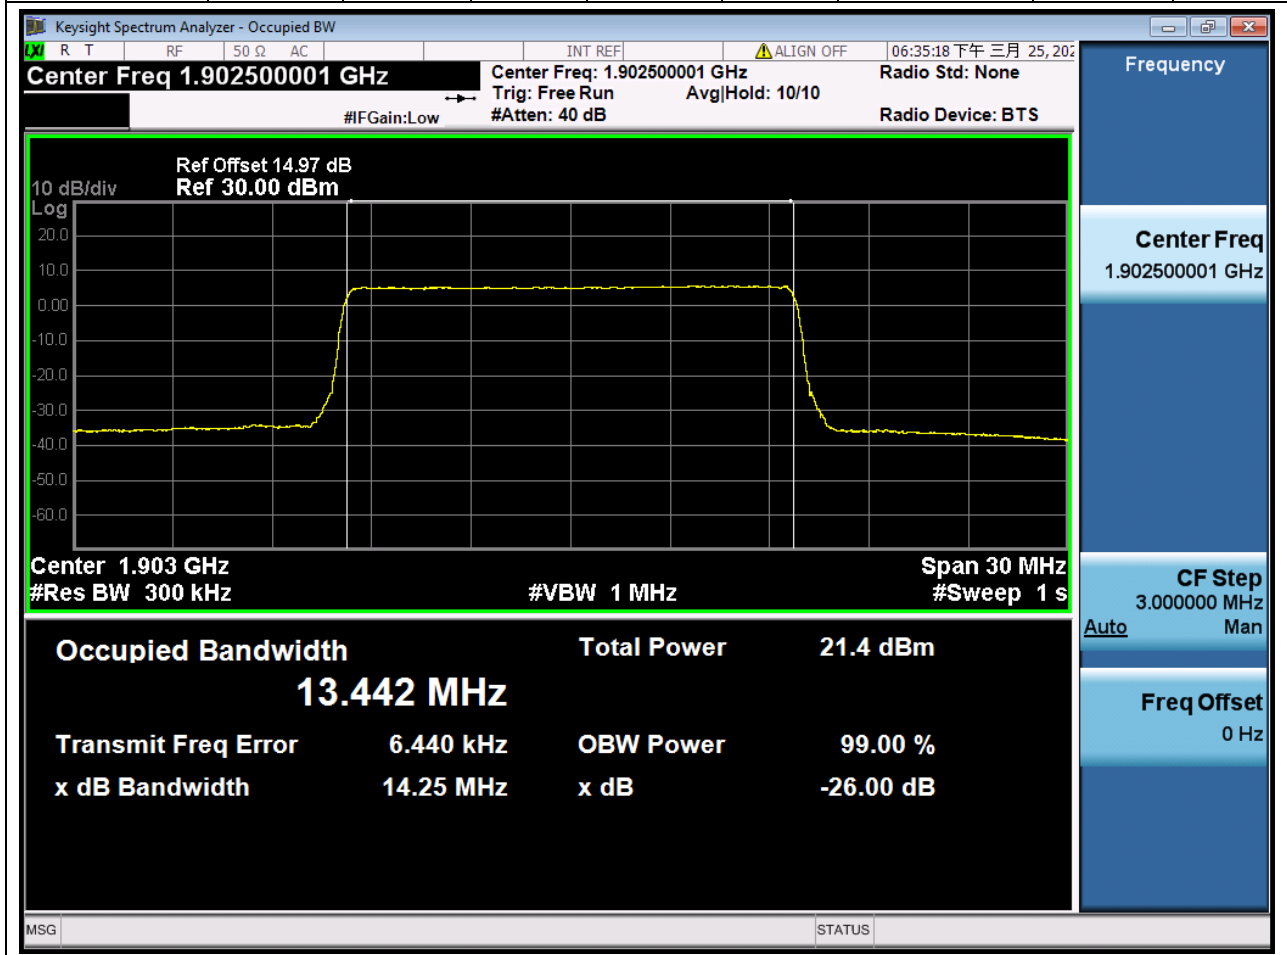 Keysight Spectrum Analyzer - Occupied BW
LXI R T RF 50 Ω AC INT REF ALIGN OFF 06:35:18 下午 三月 25, 202
Center Freq 1.902500001 GHz
Center Freq: 1.902500001 GHz
Radio Std: None
Trig: Free Run Avg|Hold: 10/10
#IFGain:Low
#Atten: 40 dB
Radio Device: BTS
Ref Offset 14.97 dB
10 dB/div Ref 30.00 dBm
Log
20.0
10.0
0.00
-10.0
-20.0
-30.0
-40.0
-50.0
-60.0
Center 1.903 GHz Span 30 MHz
#Res BW 300 kHz #VBW 1 MHz #Sweep 1 s
Occupied Bandwidth Total Power 21.4 dBm
13.442 MHz
Transmit Freq Error 6.440 kHz OBW Power 99.00 %
x dB Bandwidth 14.25 MHz x dB -26.00 dB
MSG STATUS
Frequency
Center Freq
1.902500001 GHz
CF Step
3.000000 MHz
Auto Man
Freq Offset
0 Hz